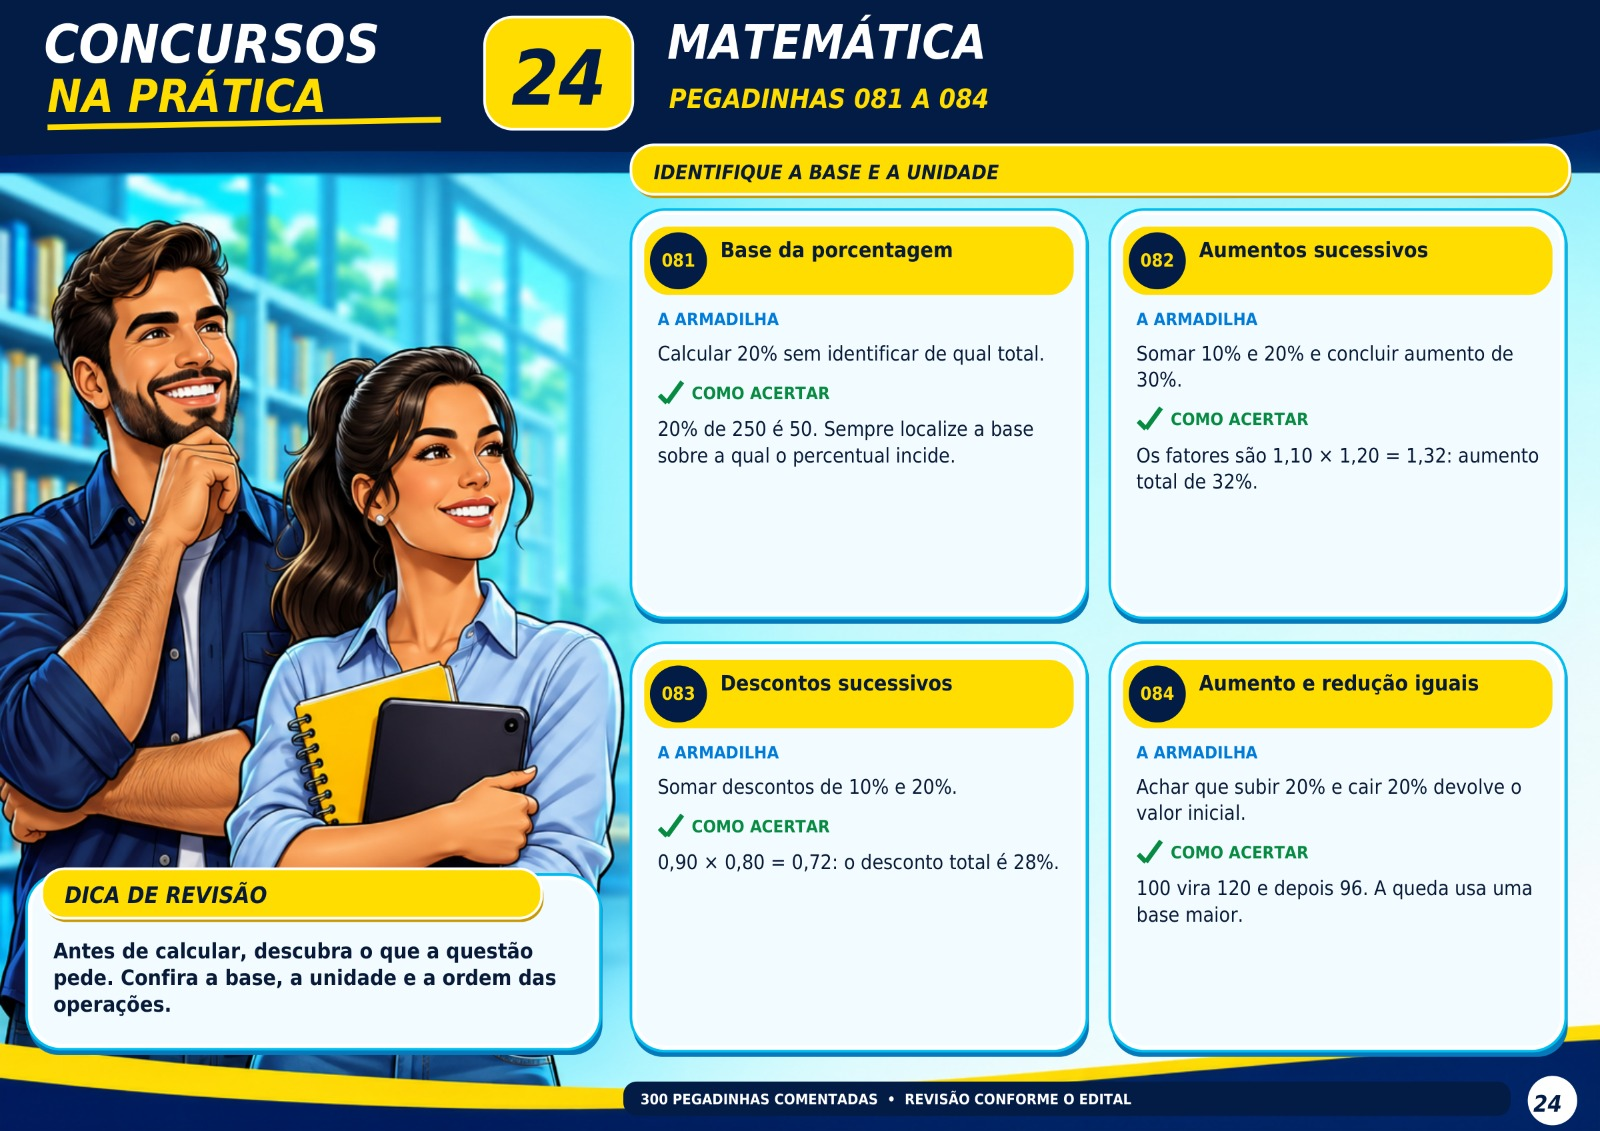 CONCURSOS
NA PRÁTICA
24
MATEMÁTICA
PEGADINHAS 081 A 084
IDENTIFIQUE A BASE E A UNIDADE
081
Base da porcentagem
A ARMADILHA
Calcular 20% sem identificar de qual total.
COMO ACERTAR
20% de 250 é 50. Sempre localize a base
sobre a qual o percentual incide.
082
Aumentos sucessivos
A ARMADILHA
Somar 10% e 20% e concluir aumento de
30%.
COMO ACERTAR
Os fatores são 1,10 × 1,20 = 1,32: aumento
total de 32%.
083
Descontos sucessivos
A ARMADILHA
Somar descontos de 10% e 20%.
COMO ACERTAR
0,90 × 0,80 = 0,72: o desconto total é 28%.
084
Aumento e redução iguais
A ARMADILHA
Achar que subir 20% e cair 20% devolve o
valor inicial.
COMO ACERTAR
100 vira 120 e depois 96. A queda usa uma
base maior.
DICA DE REVISÃO
Antes de calcular, descubra o que a questão
pede. Confira a base, a unidade e a ordem das
operações.
300 PEGADINHAS COMENTADAS • REVISÃO CONFORME O EDITAL
24